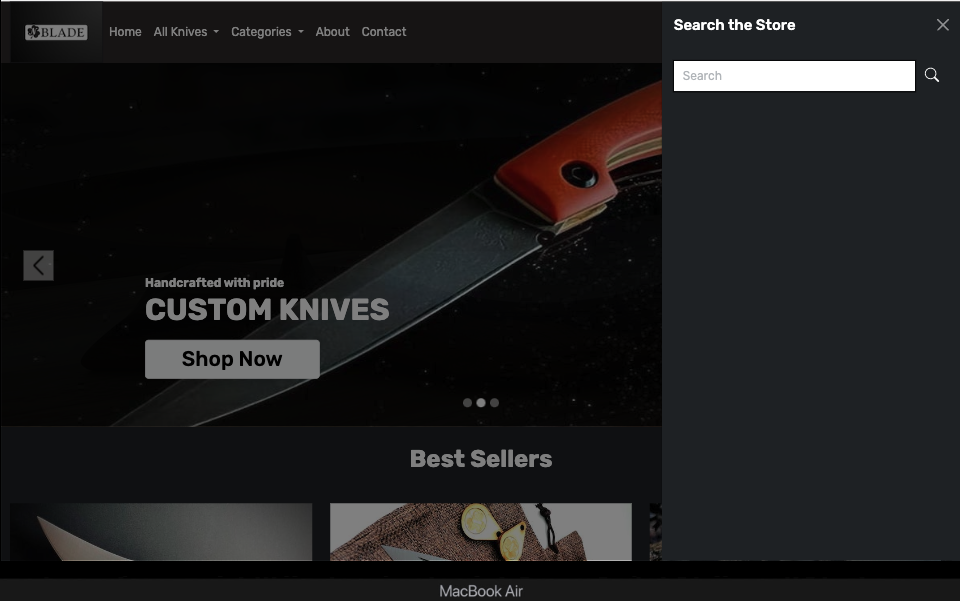 BLADE
Home All Knives Categories About Contact
Search the Store
Search
Handcrafted with pride
CUSTOM KNIVES
Shop Now
Best Sellers
MacBook Air